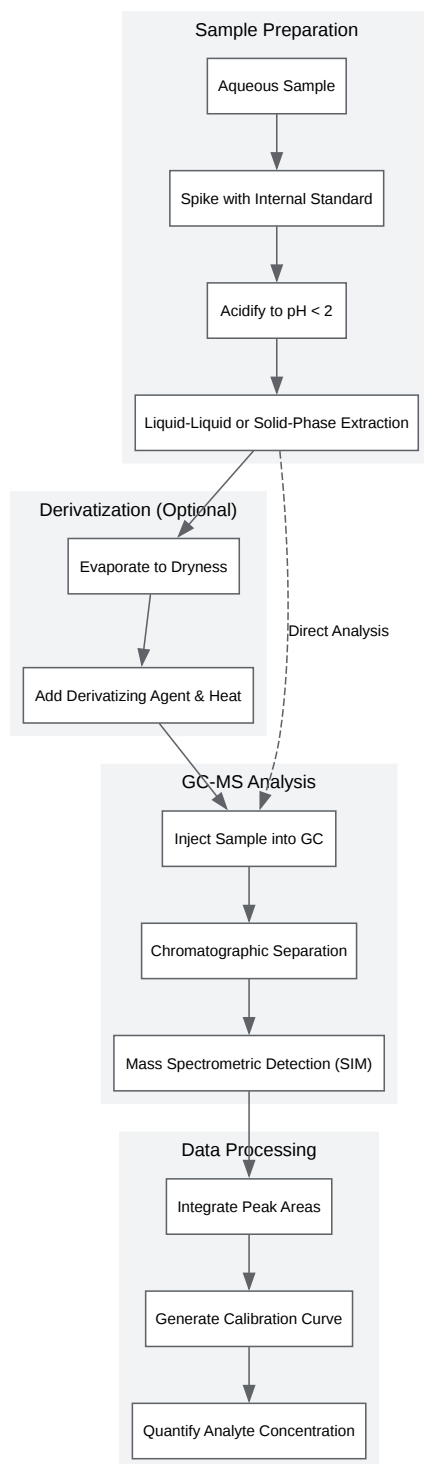 Sample Preparation
Aqueous Sample
Spike with Internal Standard
Acidify to pH < 2
Liquid-Liquid or Solid-Phase Extraction
Derivatization (Optional)
Evaporate to Dryness
Direct Analysis
Add Derivatizing Agent & Heat
GC-MS Analysis
Inject Sample into GC
Chromatographic Separation
Mass Spectrometric Detection (SIM)
Data Processing
Integrate Peak Areas
Generate Calibration Curve
Quantify Analyte Concentration